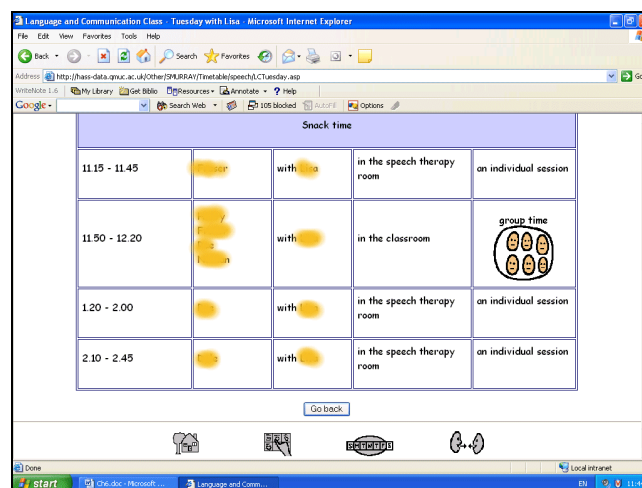 Language and Communication Class - Tuesday with Lisa - Microsoft Internet Explorer
File Edit View Favorites Tools Help
Back Search Favorites
Address http://hass-data.qmuc.ac.uk/Other/SMURRAY/Timetable/speech/LCTuesday.asp Go
WriteNote 1.6 My Library Get Biblio Resources Annotate ? Help
Google - Search Web 105 blocked AutoFill Options
Snack time
11.15 - 11.45 with in the speech therapy room an individual session
11.50 - 12.20 with in the classroom group time
1.20 - 2.00 with in the speech therapy room an individual session
2.10 - 2.45 with in the speech therapy room an individual session
Go back
S M T W T F S
Done Local intranet
start Ch6.doc - Microsoft ... Language and Comm... EN